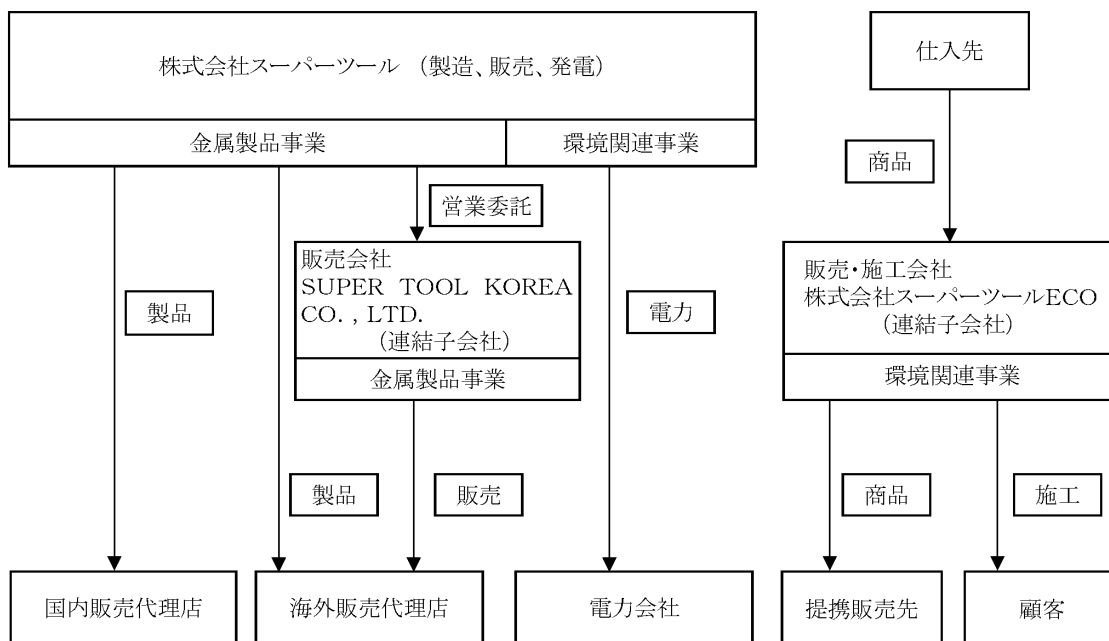 株式会社スーパーツール （製造、販売、発電）
金属製品事業
環境関連事業
仕入先
商品
営業委託
販売会社
SUPER TOOL KOREA
CO. , LTD.
（連結子会社）
金属製品事業
販売・施工会社
株式会社スーパーツールECO
（連結子会社）
環境関連事業
製品
電力
製品
販売
商品
施工
国内販売代理店
海外販売代理店
電力会社
提携販売先
顧客